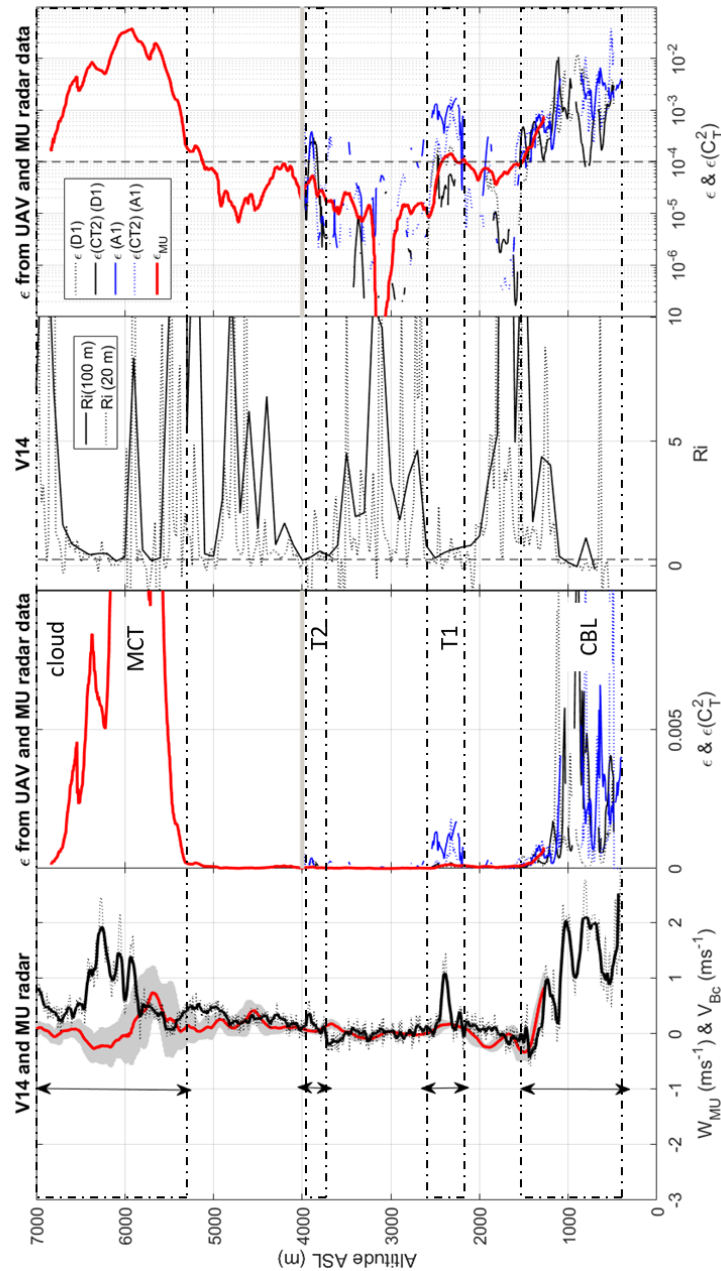 V14 and MU radar
ϵ from UAV and MU radar data
V14
ϵ from UAV and MU radar data
Altitude ASL (m)
7000
6000
5000
4000
3000
2000
1000
0
-3
-2
-1
0
1
2
W_MU (ms^-1) & V_Bc (ms^-1)
cloud
MCT
T2
T1
CBL
0
0.005
ϵ & ϵ(C_T^2)
Ri(100 m)
Ri (20 m)
0
5
10
Ri
ϵ (D1)
ϵ(CT2) (D1)
ϵ (A1)
ϵ(CT2) (A1)
ϵ_MU
10^-6
10^-5
10^-4
10^-3
10^-2
ϵ & ϵ(C_T^2)